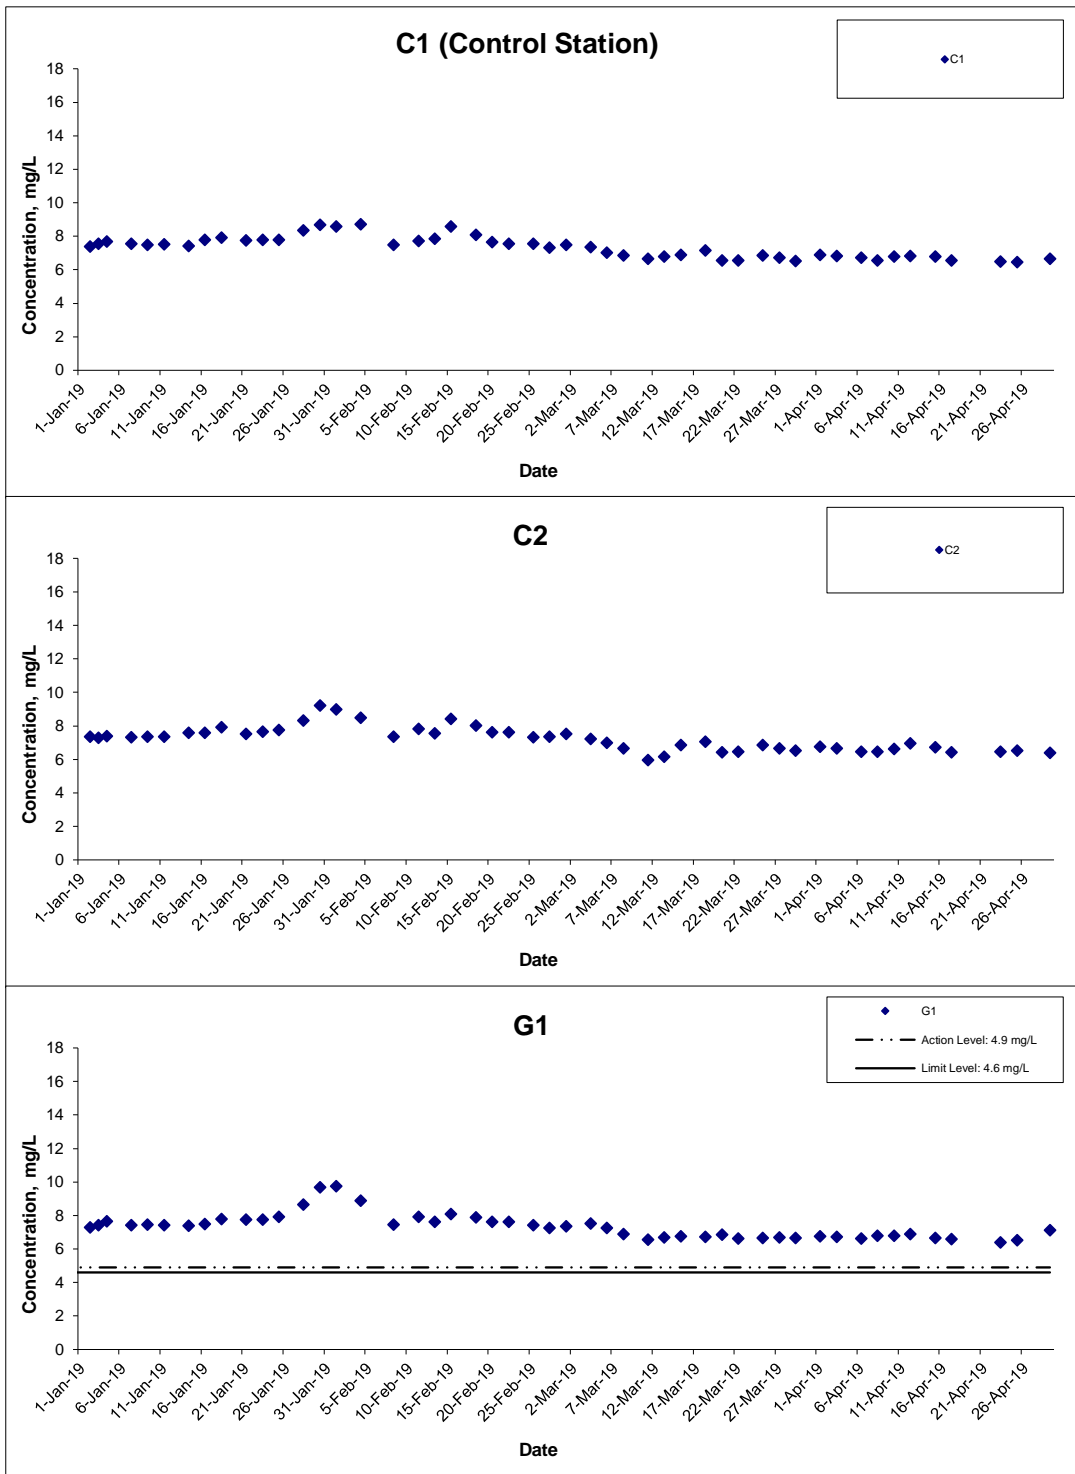 C1 (Control Station)
C1
18
16
14
12
10
8
6
4
2
0
Concentration, mg/L
1-Jan-19 6-Jan-19 11-Jan-19 16-Jan-19 21-Jan-19 26-Jan-19 31-Jan-19 5-Feb-19 10-Feb-19 15-Feb-19 20-Feb-19 25-Feb-19 2-Mar-19 7-Mar-19 12-Mar-19 17-Mar-19 22-Mar-19 27-Mar-19 1-Apr-19 6-Apr-19 11-Apr-19 16-Apr-19 21-Apr-19 26-Apr-19
Date
C2
C2
18
16
14
12
10
8
6
4
2
0
Concentration, mg/L
1-Jan-19 6-Jan-19 11-Jan-19 16-Jan-19 21-Jan-19 26-Jan-19 31-Jan-19 5-Feb-19 10-Feb-19 15-Feb-19 20-Feb-19 25-Feb-19 2-Mar-19 7-Mar-19 12-Mar-19 17-Mar-19 22-Mar-19 27-Mar-19 1-Apr-19 6-Apr-19 11-Apr-19 16-Apr-19 21-Apr-19 26-Apr-19
Date
G1
G1
Action Level: 4.9 mg/L
Limit Level: 4.6 mg/L
18
16
14
12
10
8
6
4
2
0
Concentration, mg/L
1-Jan-19 6-Jan-19 11-Jan-19 16-Jan-19 21-Jan-19 26-Jan-19 31-Jan-19 5-Feb-19 10-Feb-19 15-Feb-19 20-Feb-19 25-Feb-19 2-Mar-19 7-Mar-19 12-Mar-19 17-Mar-19 22-Mar-19 27-Mar-19 1-Apr-19 6-Apr-19 11-Apr-19 16-Apr-19 21-Apr-19 26-Apr-19
Date